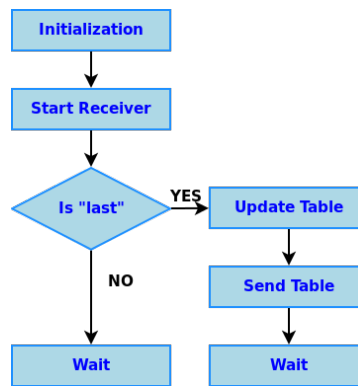 Initialization
Start Receiver
Is "last"
YES
Update Table
NO
Send Table
Wait
Wait